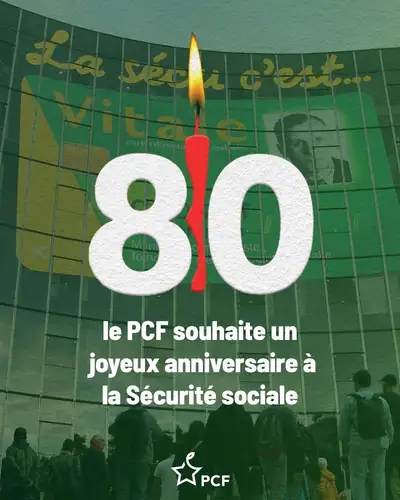 La sécu c'est...
Vitale
80
le PCF souhaite un
joyeux anniversaire à
la Sécurité sociale
PCF